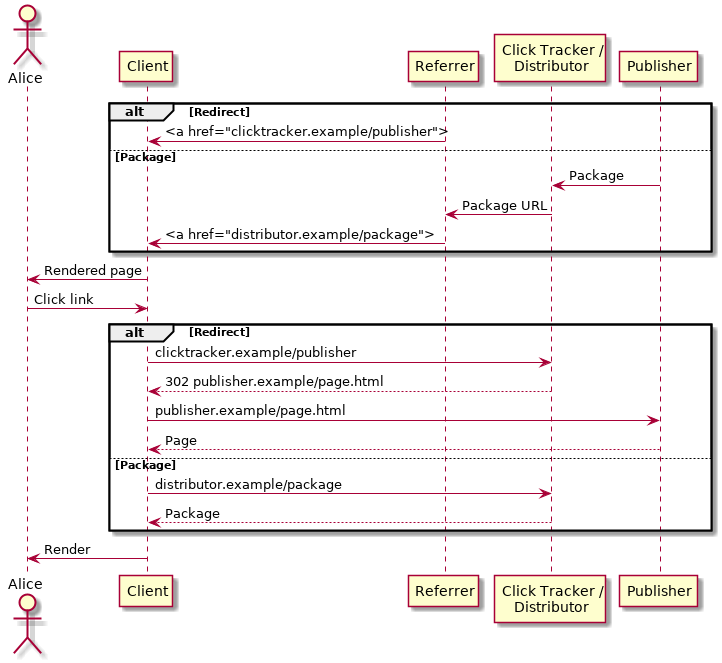 Alice
Client
Referrer
Click Tracker /
Distributor
Publisher
alt
[Redirect]
<a href="clicktracker.example/publisher">
[Package]
Package
Package URL
<a href="distributor.example/package">
Rendered page
Click link
alt
[Redirect]
clicktracker.example/publisher
302 publisher.example/page.html
publisher.example/page.html
Page
[Package]
distributor.example/package
Package
Render
Alice
Client
Referrer
Click Tracker /
Distributor
Publisher